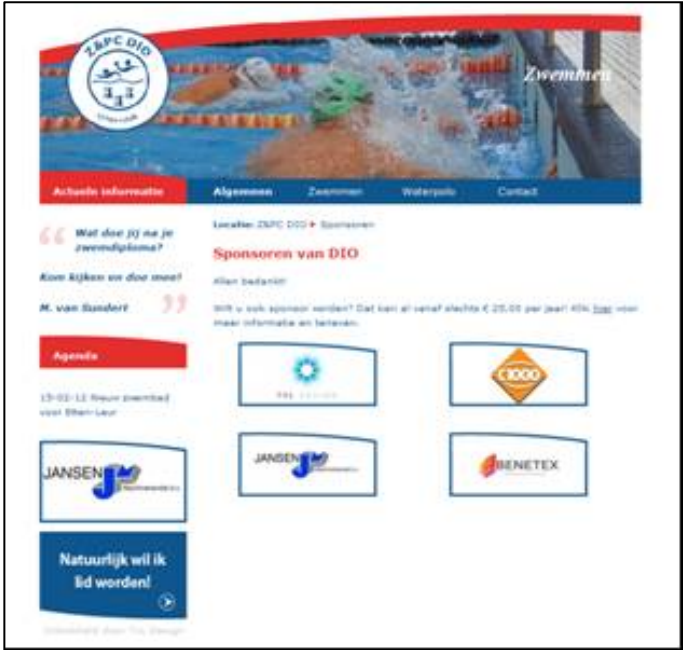 Z&PC DIO
Zwemmen
Actuele informatie
Algemeen Zwemmen Waterpolo Contact
Locatie: Z&PC DIO Sponsoren
Wat doe jij na je
zwemdiploma?
Kom kijken en doe mee!
M. van Sundert
Sponsoren van DIO
Allen bedankt!
Wilt u ook sponsor worden? Dat kan al vanaf slechts € 25,00 per jaar! Klik hier voor
meer informatie en tarieven.
Agenda
15-02-12 Nieuw zwembad
voor Etten-Leur
C1000
JANSEN
BENETEX
JANSEN
Natuurlijk wil ik
lid worden!